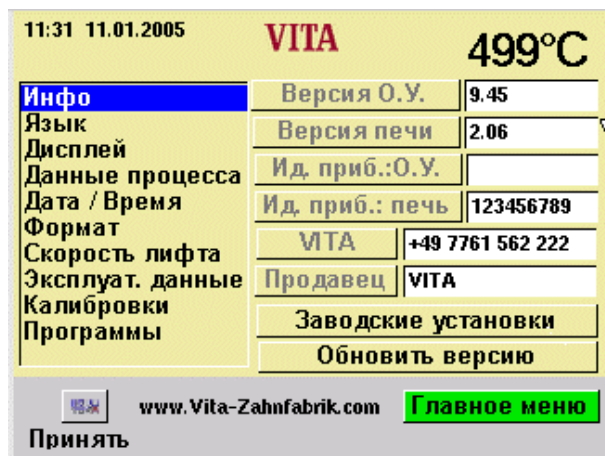 11:31 11.01.2005
VITA
499°C
Инфо
Язык
Дисплей
Данные процесса
Дата / Время
Формат
Скорость лифта
Эксплуат. данные
Калибровки
Программы
Версия О.У. 9.45
Версия печи 2.06
Ид. приб.:О.У.
Ид. приб.: печь 123456789
VITA +49 7761 562 222
Продавец VITA
Заводские установки
Обновить версию
www.Vita-Zahnfabrik.com
Главное меню
Принять